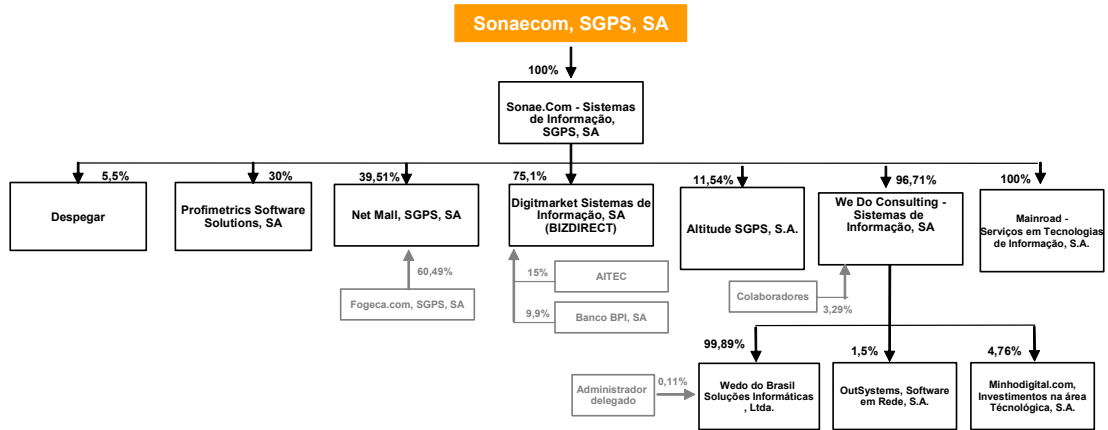 Sonaecom, SGPS, SA
100%
Sonae.Com - Sistemas
de Informação,
SGPS, SA
5,5%
30%
39,51%
75,1%
11,54%
96,71%
100%
Despegar
Profimetrics Software
Solutions, SA
Net Mall, SGPS, SA
Digitmarket Sistemas de
Informação, SA
(BIZDIRECT)
Altitude SGPS, S.A.
We Do Consulting -
Sistemas de
Informação, SA
Mainroad -
Serviços em Tecnologias
de Informação, S.A.
60,49%
Fogeca.com, SGPS, SA
15%
AITEC
9,9%
Banco BPI, SA
Colaboradores
3,29%
99,89%
1,5%
4,76%
Administrador
delegado
0,11%
Wedo do Brasil
Soluções Informáticas
, Ltda.
OutSystems, Software
em Rede, S.A.
Minhodigital.com,
Investimentos na área
Técnológica, S.A.